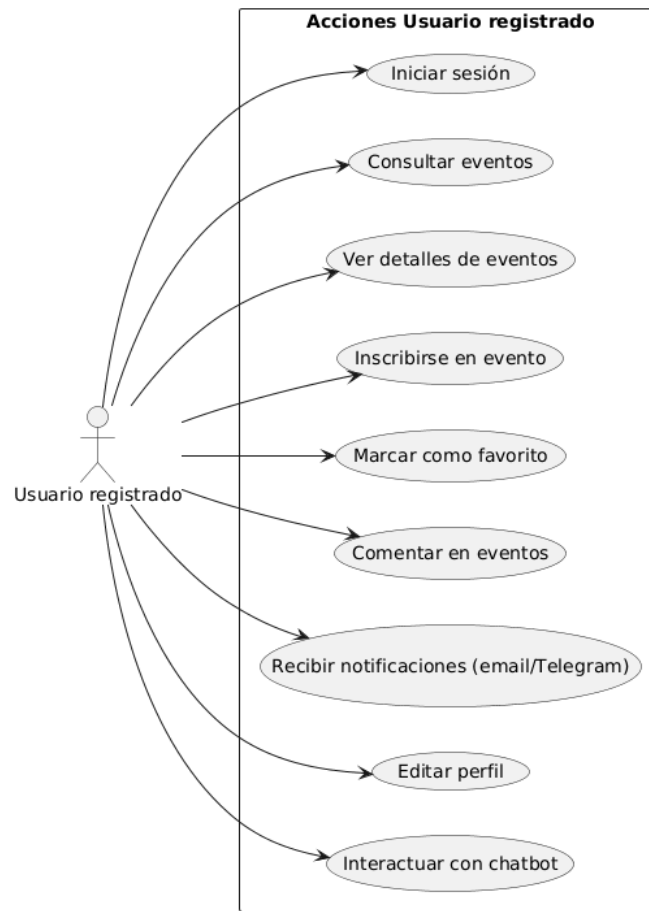 Acciones Usuario registrado
Iniciar sesión
Consultar eventos
Ver detalles de eventos
Inscribirse en evento
Marcar como favorito
Usuario registrado
Comentar en eventos
Recibir notificaciones (email/Telegram)
Editar perfil
Interactuar con chatbot